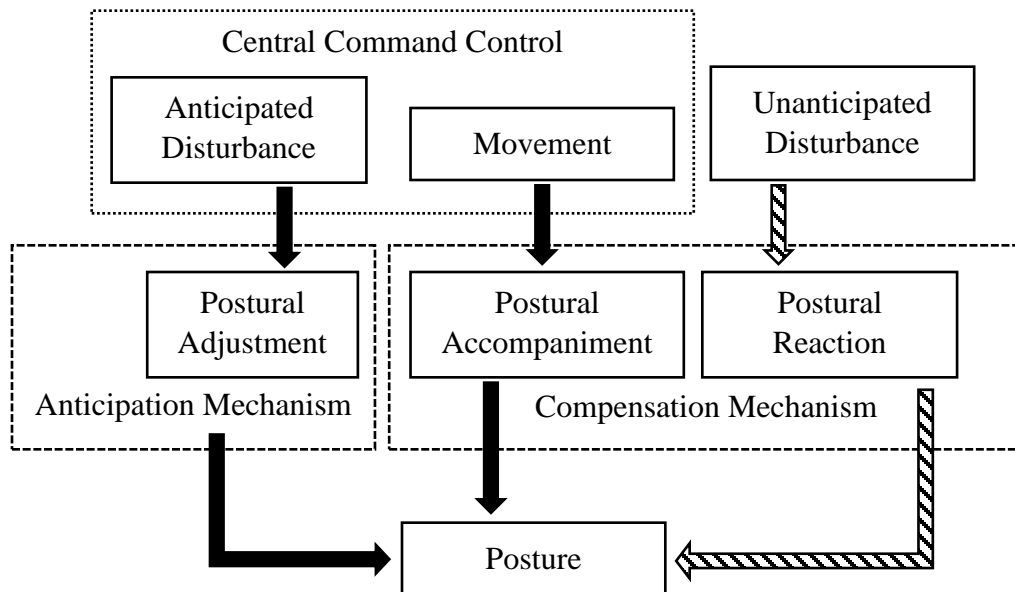 Central Command Control
Anticipated
Disturbance
Movement
Unanticipated
Disturbance
Postural
Adjustment
Postural
Accompaniment
Postural
Reaction
Anticipation Mechanism
Compensation Mechanism
Posture